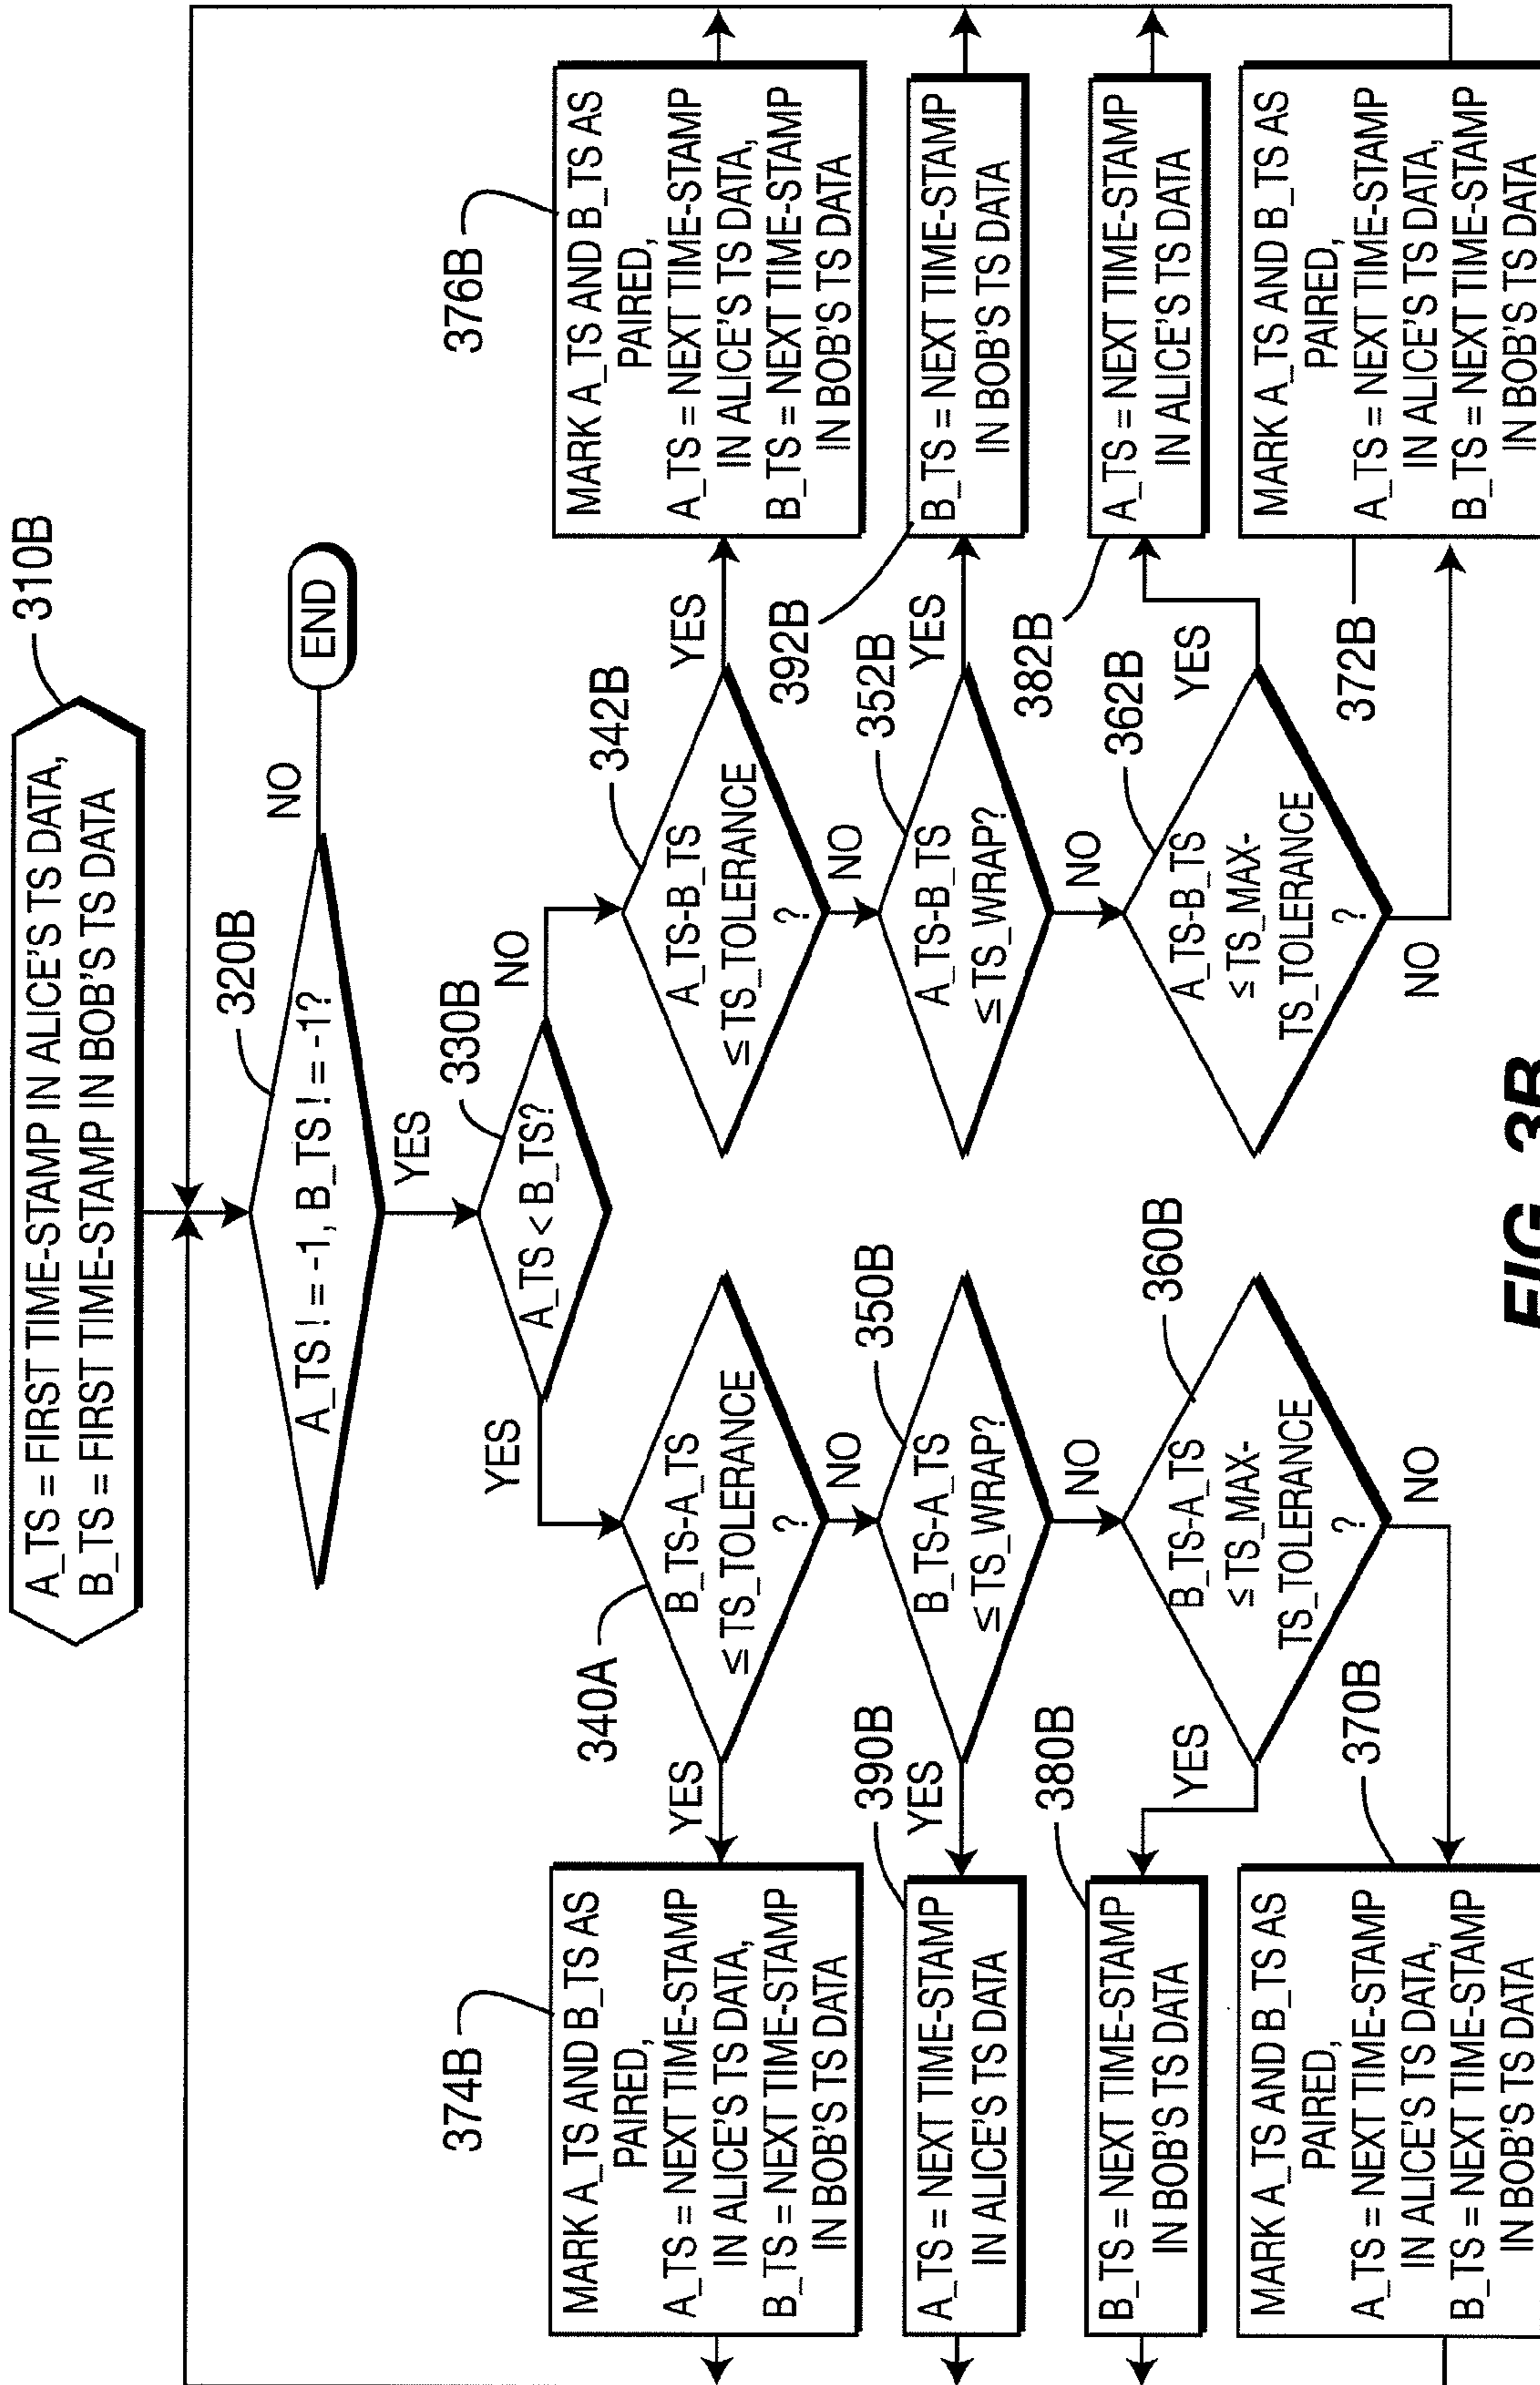 A_TS = FIRST TIME-STAMP IN ALICE'S TS DATA,
B_TS = FIRST TIME-STAMP IN BOB'S TS DATA
310B
A_TS != -1, B_TS != -1?
320B
NO
END
YES
A_TS < B_TS?
330B
YES
NO
374B
MARK A_TS AND B_TS AS
PAIRED,
A_TS = NEXT TIME-STAMP
IN ALICE'S TS DATA,
B_TS = NEXT TIME-STAMP
IN BOB'S TS DATA
YES
340A
B_TS-A_TS
≤ TS_TOLERANCE
?
NO
342B
A_TS-B_TS
≤ TS_TOLERANCE
?
NO
YES
376B
MARK A_TS AND B_TS AS
PAIRED,
A_TS = NEXT TIME-STAMP
IN ALICE'S TS DATA,
B_TS = NEXT TIME-STAMP
IN BOB'S TS DATA
A_TS = NEXT TIME-STAMP
IN ALICE'S TS DATA
390B
YES
B_TS-A_TS
≤ TS_WRAP?
350B
NO
A_TS-B_TS
≤ TS_WRAP?
352B
NO
YES
392B
B_TS = NEXT TIME-STAMP
IN BOB'S TS DATA
B_TS = NEXT TIME-STAMP
IN BOB'S TS DATA
380B
YES
B_TS-A_TS
≤ TS_MAX-
TS_TOLERANCE
?
360B
NO
A_TS-B_TS
≤ TS_MAX-
TS_TOLERANCE
?
362B
NO
YES
382B
A_TS = NEXT TIME-STAMP
IN ALICE'S TS DATA
MARK A_TS AND B_TS AS
PAIRED,
A_TS = NEXT TIME-STAMP
IN ALICE'S TS DATA,
B_TS = NEXT TIME-STAMP
IN BOB'S TS DATA
370B
372B
MARK A_TS AND B_TS AS
PAIRED,
A_TS = NEXT TIME-STAMP
IN ALICE'S TS DATA,
B_TS = NEXT TIME-STAMP
IN BOB'S TS DATA
FIG. 3B